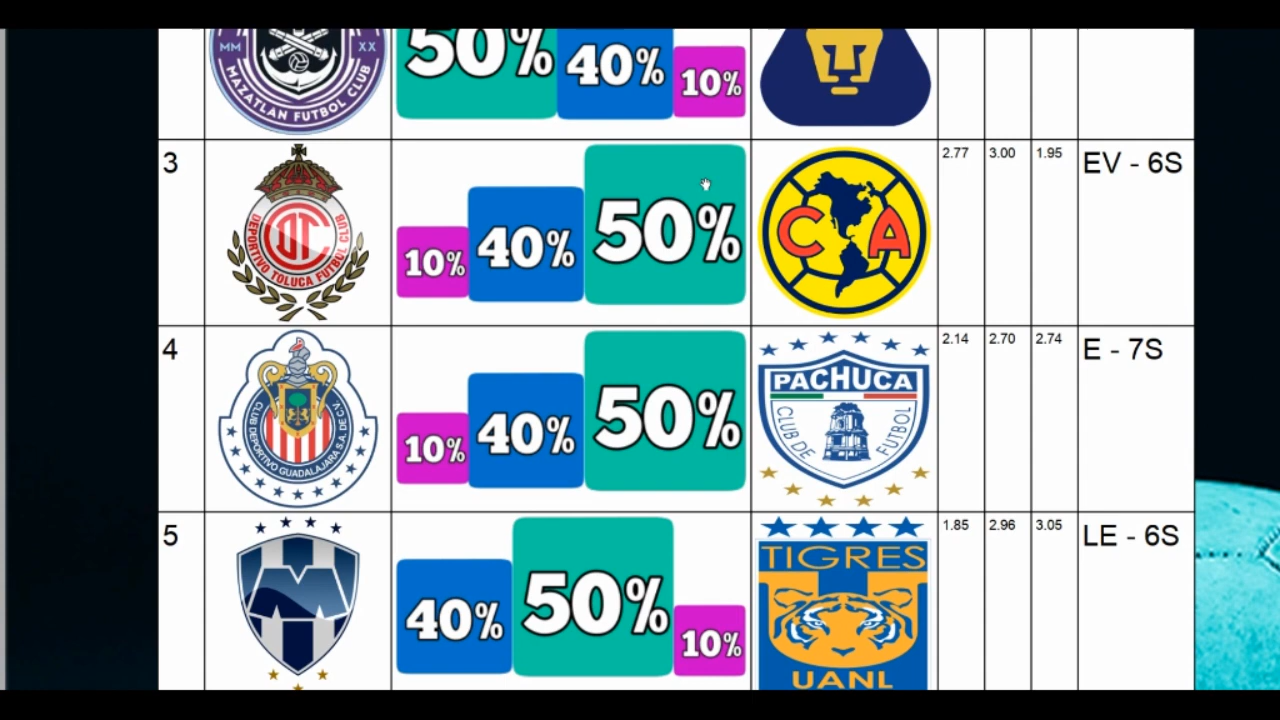 MM XX
MAZATLAN FUTBOL CLUB
50% 40% 10%
3
DEPORTIVO TOLUCA FUTBOL CLUB
DTC
10% 40% 50%
C A
2.77 3.00 1.95
EV - 6S
4
CLUB DEPORTIVO GUADALAJARA S.A. DE C.V.
10% 40% 50%
PACHUCA
CLUB DE FUTBOL
2.14 2.70 2.74
E - 7S
5
M
40% 50% 10%
TIGRES
UANL
1.85 2.96 3.05
LE - 6S